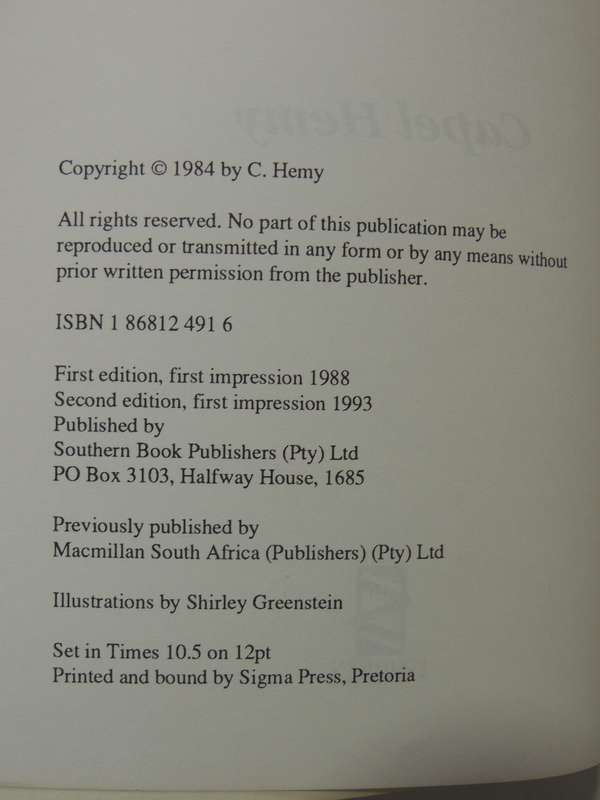 Copyright © 1984 by C. Hemy
All rights reserved. No part of this publication may be
reproduced or transmitted in any form or by any means without
prior written permission from the publisher.
ISBN 1 86812 491 6
First edition, first impression 1988
Second edition, first impression 1993
Published by
Southern Book Publishers (Pty) Ltd
PO Box 3103, Halfway House, 1685
Previously published by
Macmillan South Africa (Publishers) (Pty) Ltd
Illustrations by Shirley Greenstein
Set in Times 10.5 on 12pt
Printed and bound by Sigma Press, Pretoria